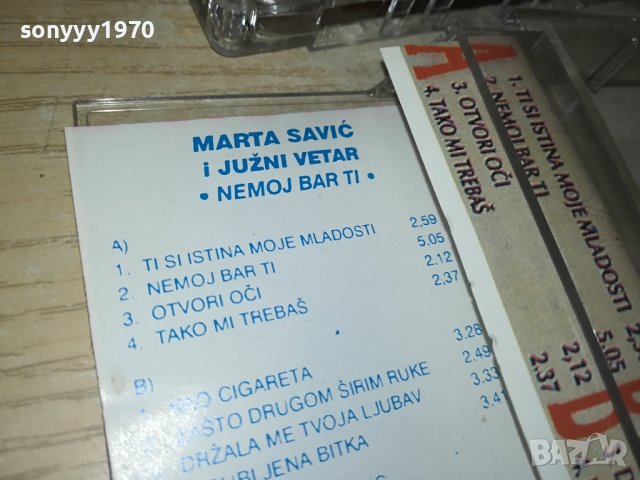 sonyyy1970
MARTA SAVIĆ
i JUŽNI VETAR
• NEMOJ BAR TI •
A)
1. TI SI ISTINA MOJE MLADOSTI 2,59
2. NEMOJ BAR TI 5.05
3. OTVORI OČI 2,12
4. TAKO MI TREBAŠ 2,37
B)
CIGARETA 3.28
DRUGOM ŠIRIM RUKE 2.49
DRŽALA ME TVOJA LJUBAV 3.33
BITKA 3.41
A
1. TI SI ISTINA MOJE MLADOSTI
2. NEMOJ BAR TI 5.05
3. OTVORI OČI 2,12
4. TAKO MI TREBAŠ 2.37
B
BAZAR